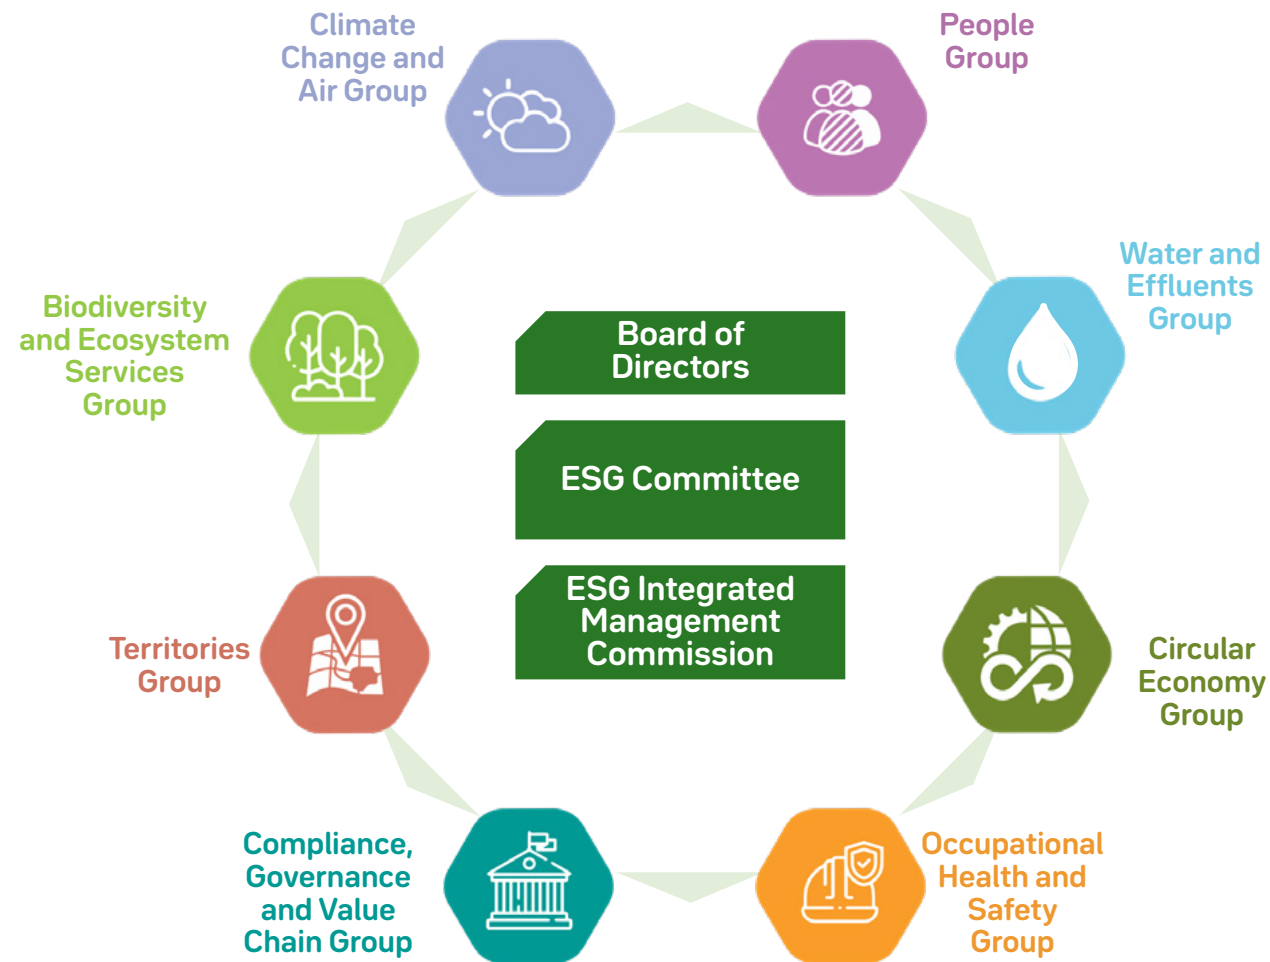 Climate
Change and
Air Group
People
Group
Water and
Effluents
Group
Biodiversity
and Ecosystem
Services
Group
Board of
Directors
ESG Committee
ESG Integrated
Management
Commission
Territories
Group
Circular
Economy
Group
Compliance,
Governance
and Value
Chain Group
Occupational
Health and
Safety
Group